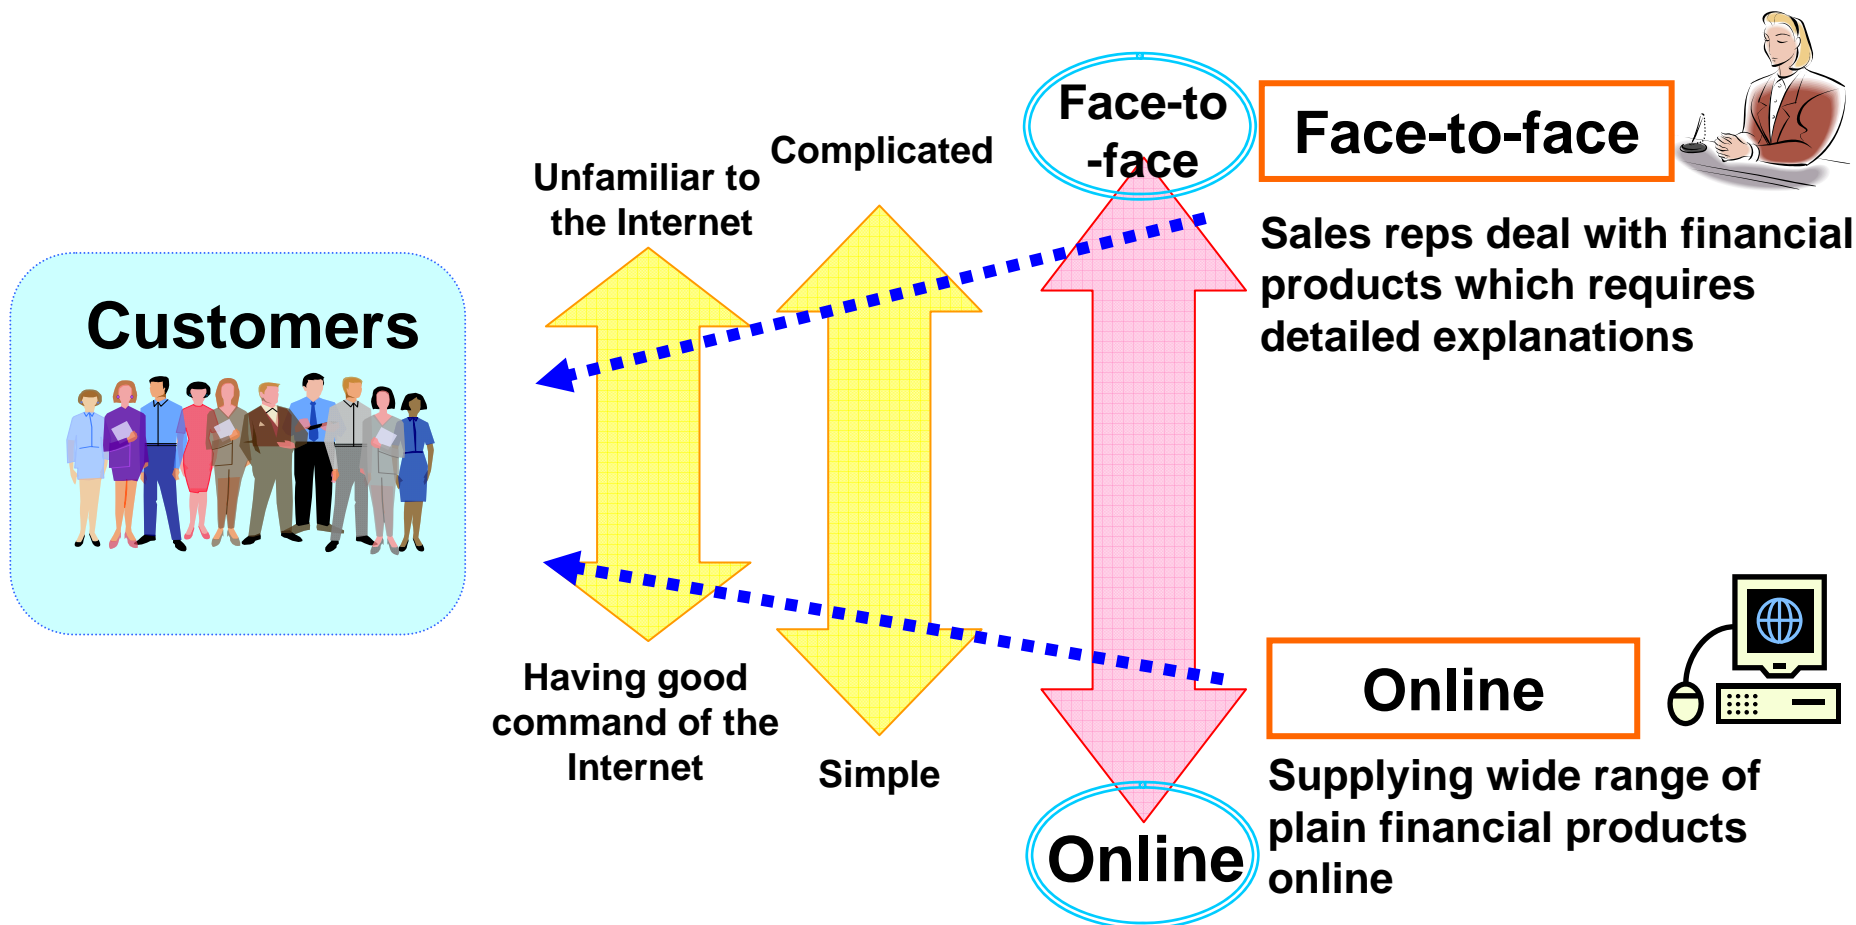 Customers
Unfamiliar to
the Internet
Having good
command of the
Internet
Complicated
Simple
Face-to
-face
Online
Face-to-face
Sales reps deal with financial
products which requires
detailed explanations
Online
Supplying wide range of
plain financial products
online